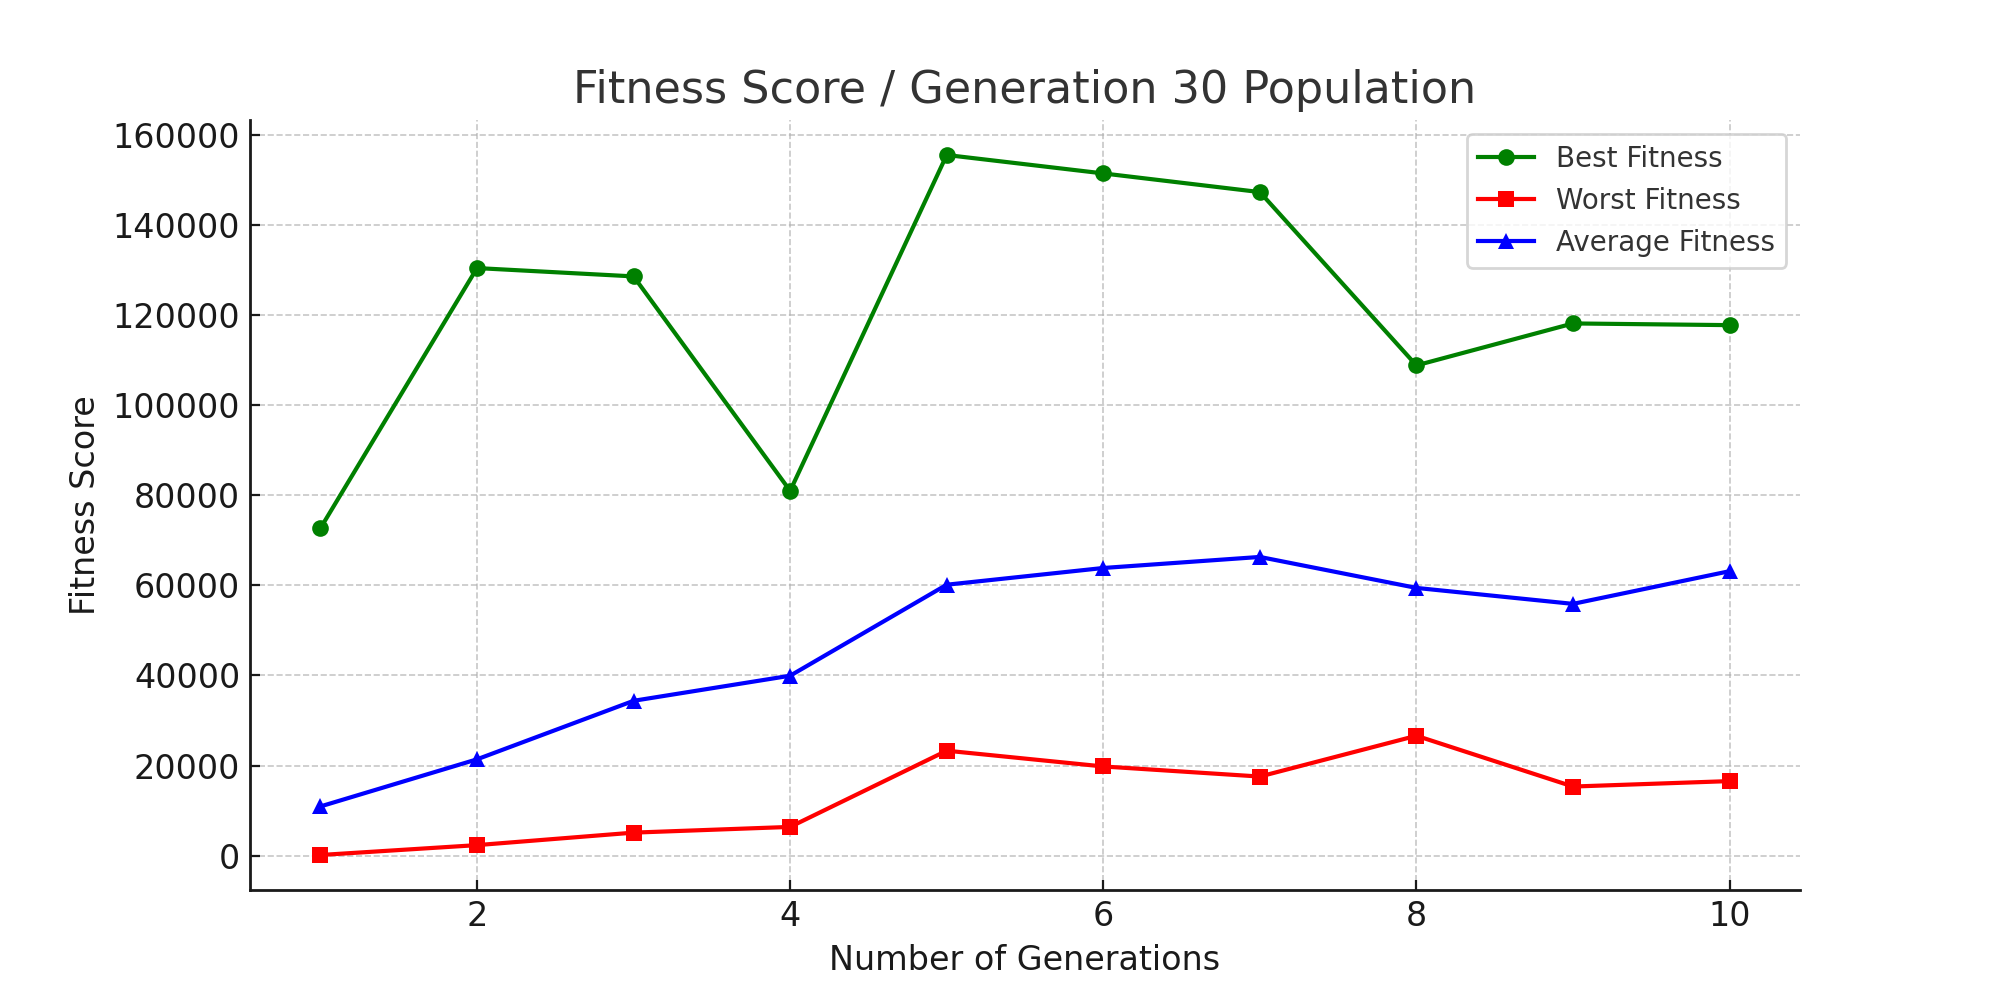 Fitness Score / Generation 30 Population
160000
140000
120000
100000
80000
60000
40000
20000
0
Fitness Score
Best Fitness
Worst Fitness
Average Fitness
2 4 6 8 10
Number of Generations